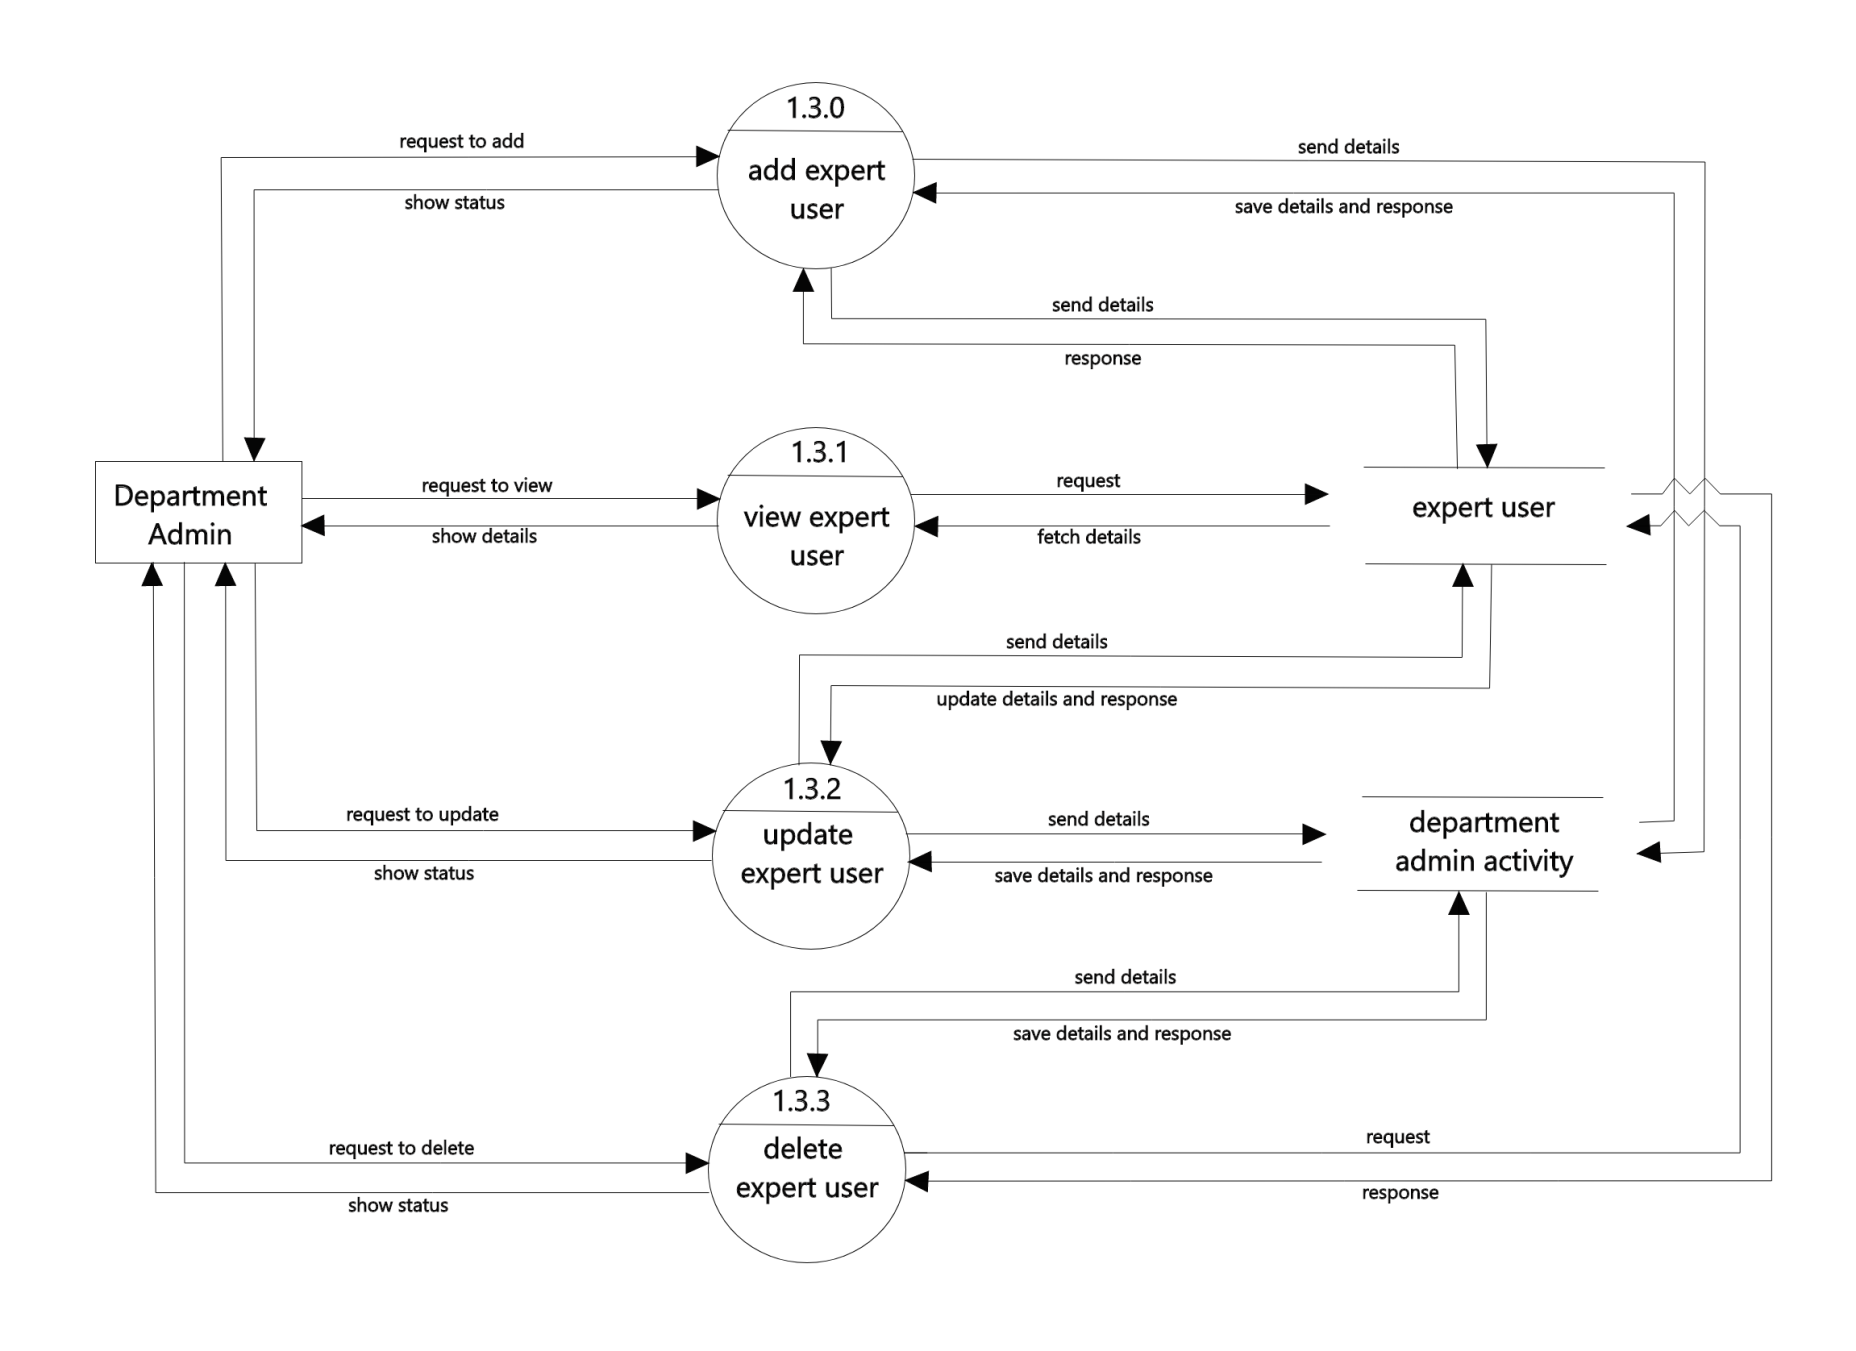 1.3.0
add expert
user
request to add
show status
send details
save details and response
send details
response
Department
Admin
request to view
show details
1.3.1
view expert
user
request
fetch details
expert user
send details
update details and response
1.3.2
update
expert user
request to update
show status
send details
save details and response
department
admin activity
send details
save details and response
1.3.3
delete
expert user
request to delete
show status
request
response